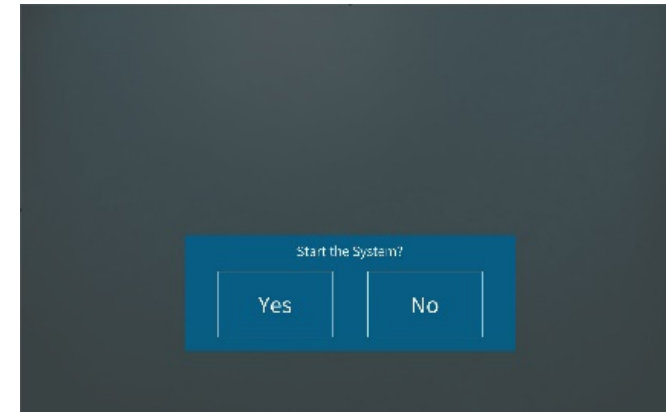 Start the System?
Yes
No